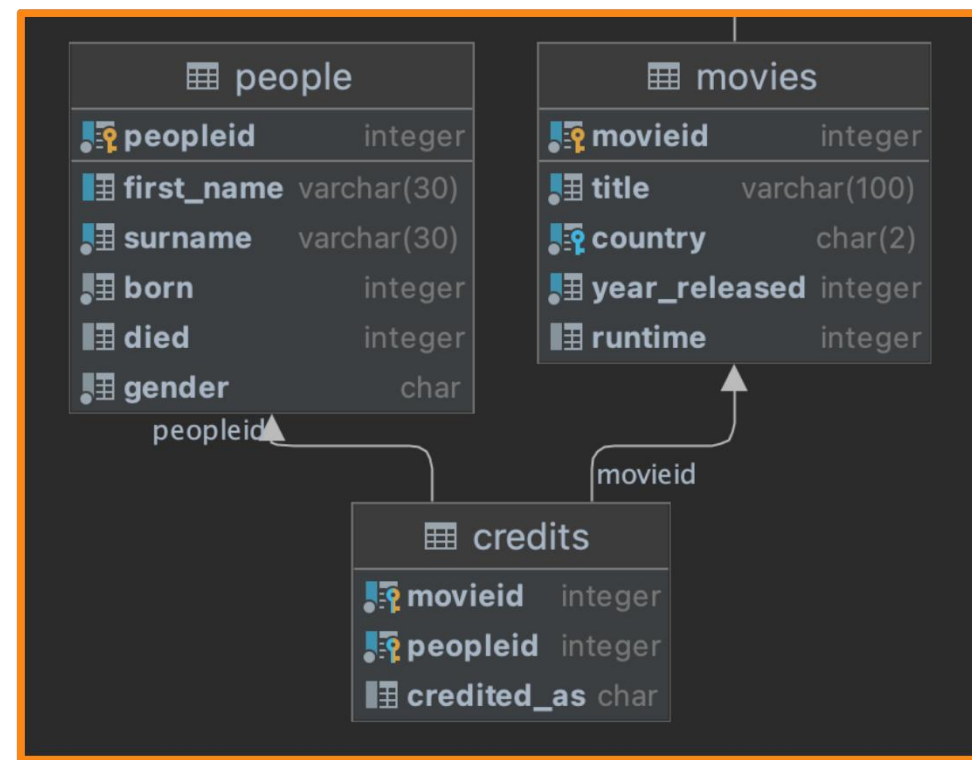 people
peopleid integer
first_name varchar(30)
surname varchar(30)
born integer
died integer
gender char
movies
movieid integer
title varchar(100)
country char(2)
year_released integer
runtime integer
peopleid
movieid
credits
movieid integer
peopleid integer
credited_as char